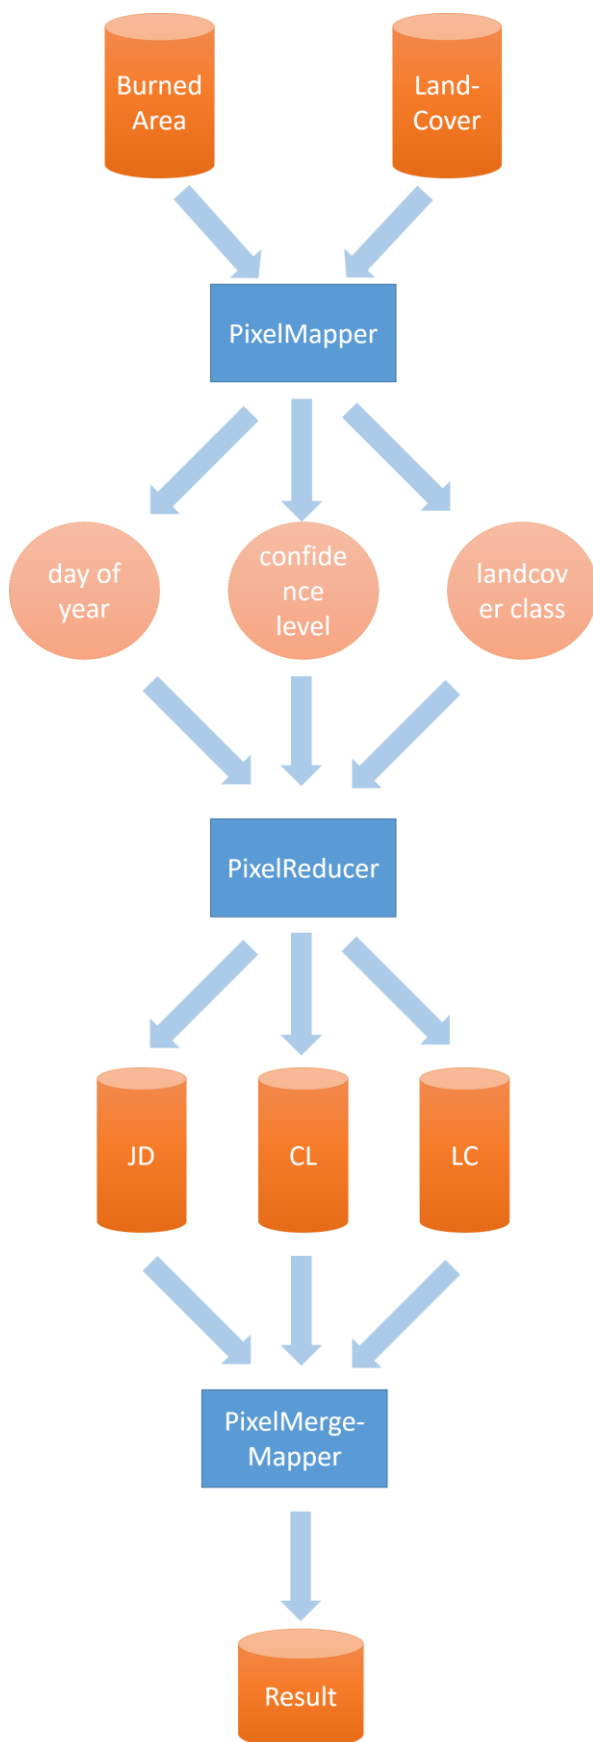 Burned
Area
Land-
Cover
PixelMapper
day of
year
confide
nce
level
landcov
er class
PixelReducer
JD
CL
LC
PixelMerge-
Mapper
Result